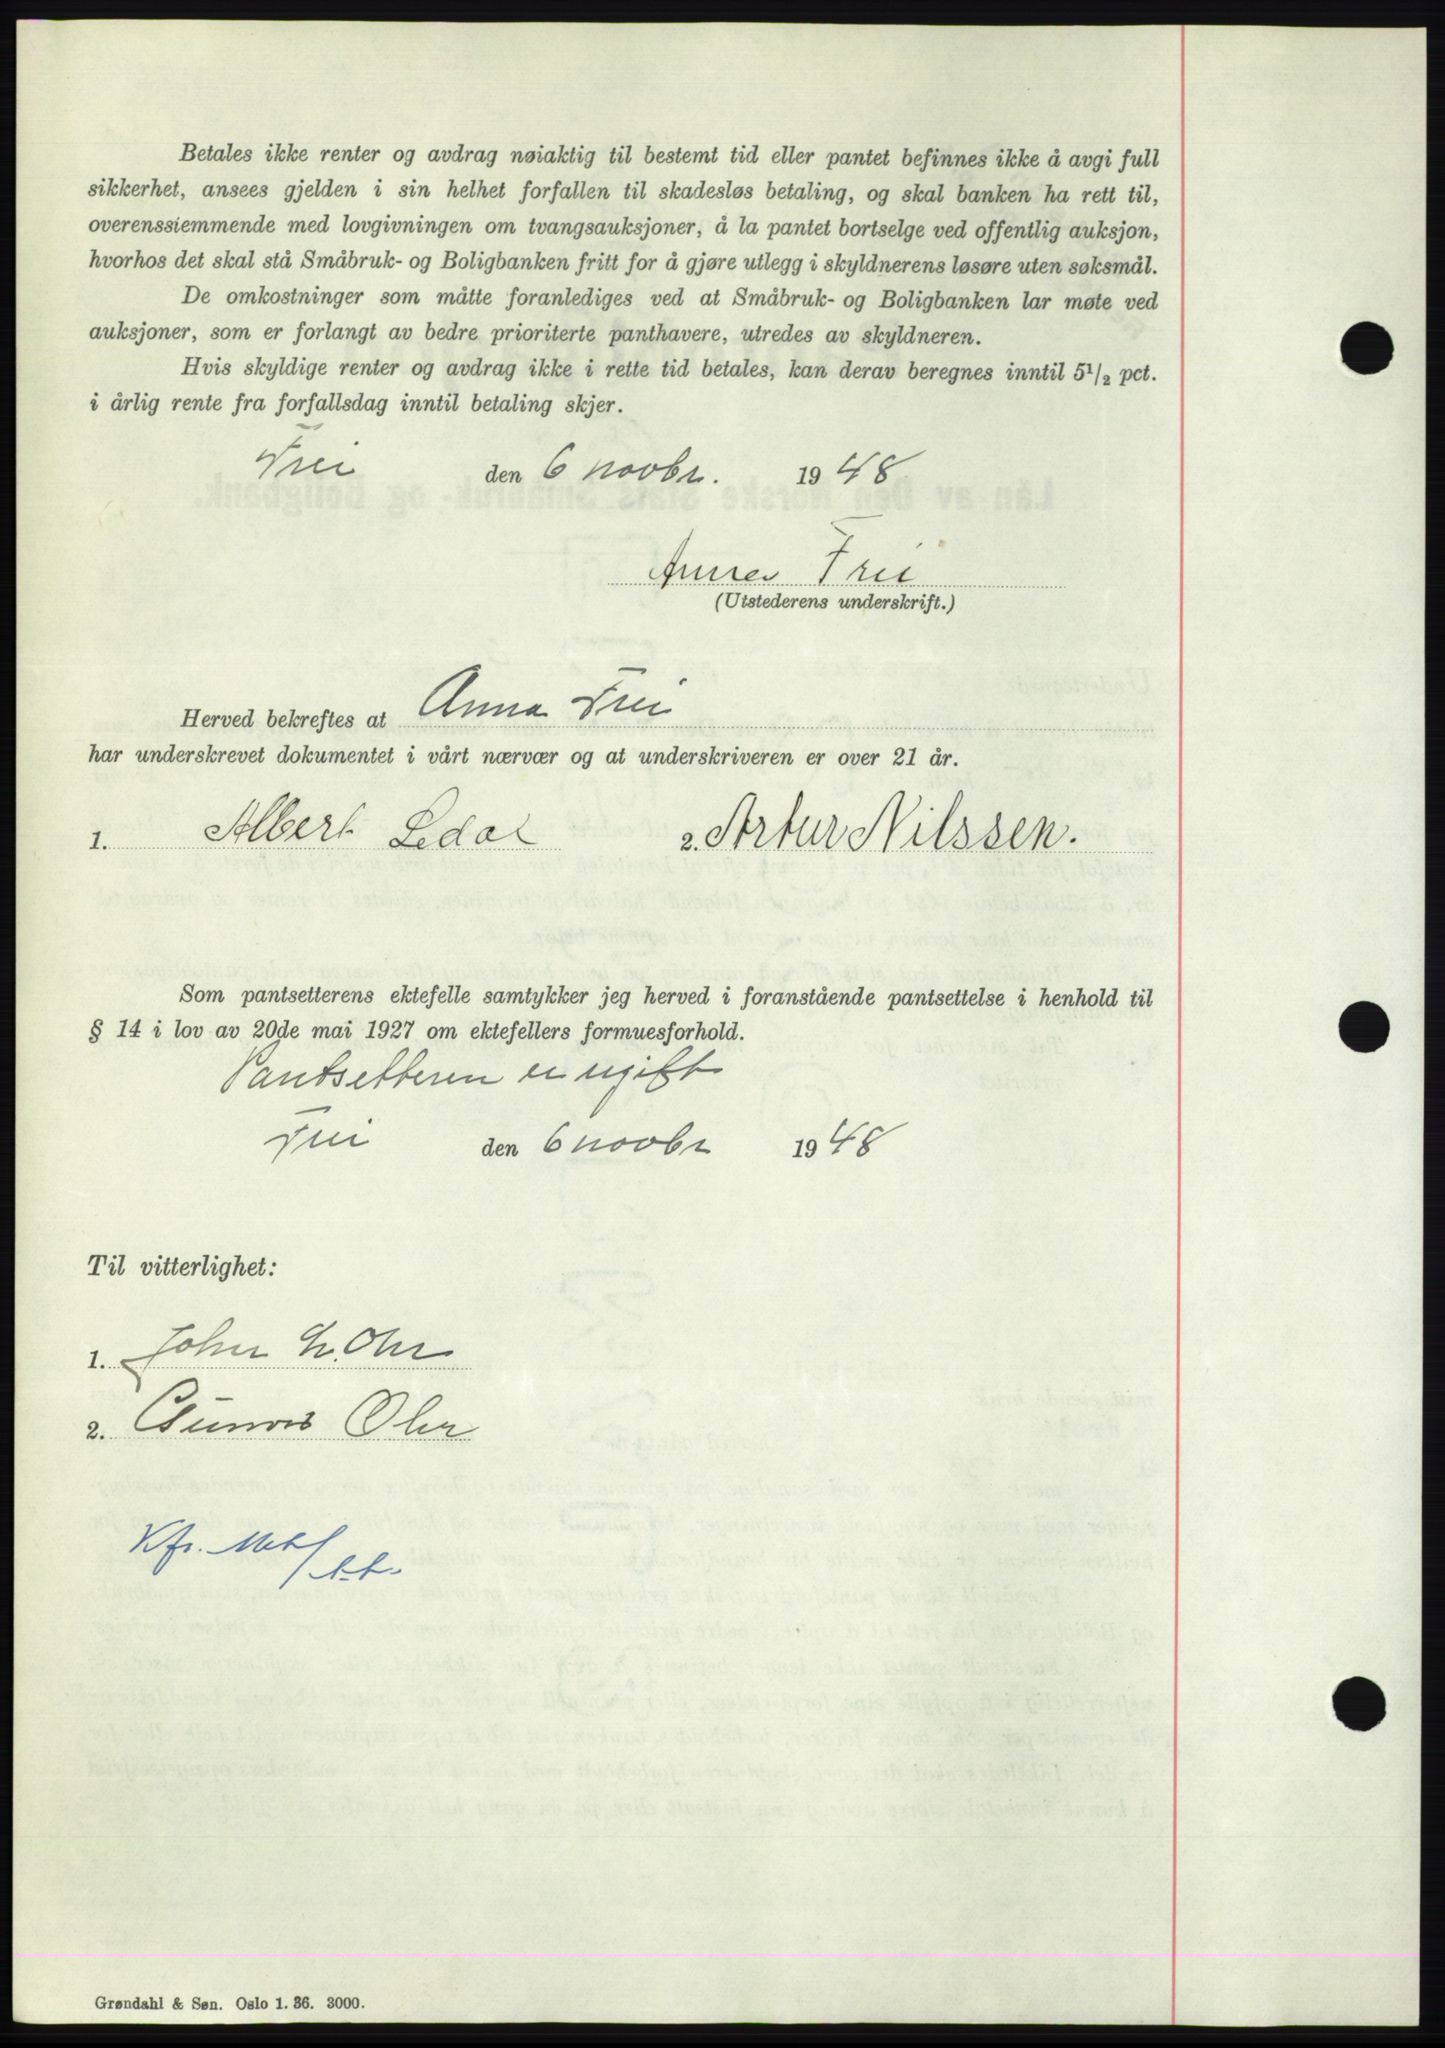 Betales ikke renter og avdrag nøiaktig til bestemt tid eller pantet befinnes ikke å avgi full
sikkerhet, ansees gjelden i sin helhet forfallen til skadesløs betaling, og skal banken ha rett til,
overenssiemmende med lovgivningen om tvangsauksjoner, å la pantet bortselge ved offentlig auksjon,
hvorhos det skal stå Småbruk- og Boligbanken fritt for å gjøre utlegg i skyldnerens løsøre uten søksmål.
De omkostninger som måtte foranlediges ved at Småbruk- og Boligbanken lar møte ved
auksjoner, som er forlangt av bedre prioriterte panthavere, utredes av skyldneren.
Hvis skyldige renter og avdrag ikke i rette tid betales, kan derav beregnes inntil 5 1/2 pct.
i årlig rente fra forfallsdag inntil betaling skjer.
Frei den 6 novbr. 1948
Anna Frei
(Utstederens underskrift.)
Herved bekreftes at Anna Frei
har underskrevet dokumentet i vårt nærvær og at underskriveren er over 21 år.
1. Albert Ledal 2. Artur Nilssen.
Som pantsetterens ektefelle samtykker jeg herved i foranstående pantsettelse i henhold til
§ 14 i lov av 20de mai 1927 om ektefellers formuesforhold.
Pantsetteren er ugift
Frei den 6 novbr 1948
Til vitterlighet:
1. John Ohr
2. Gunvor Ohr
Kfr.
Grøndahl & Søn. Oslo 1. 36. 3000.